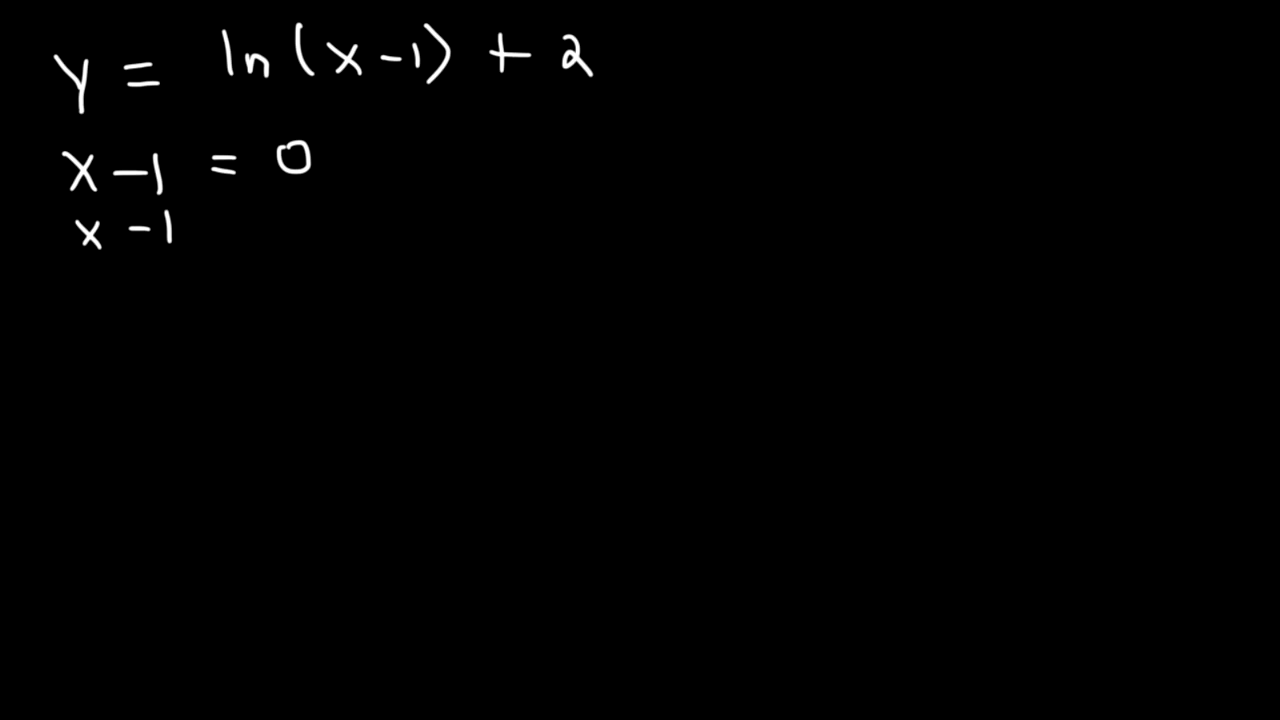 y = ln (x - 1) + 2
x - 1 = 0
x - 1